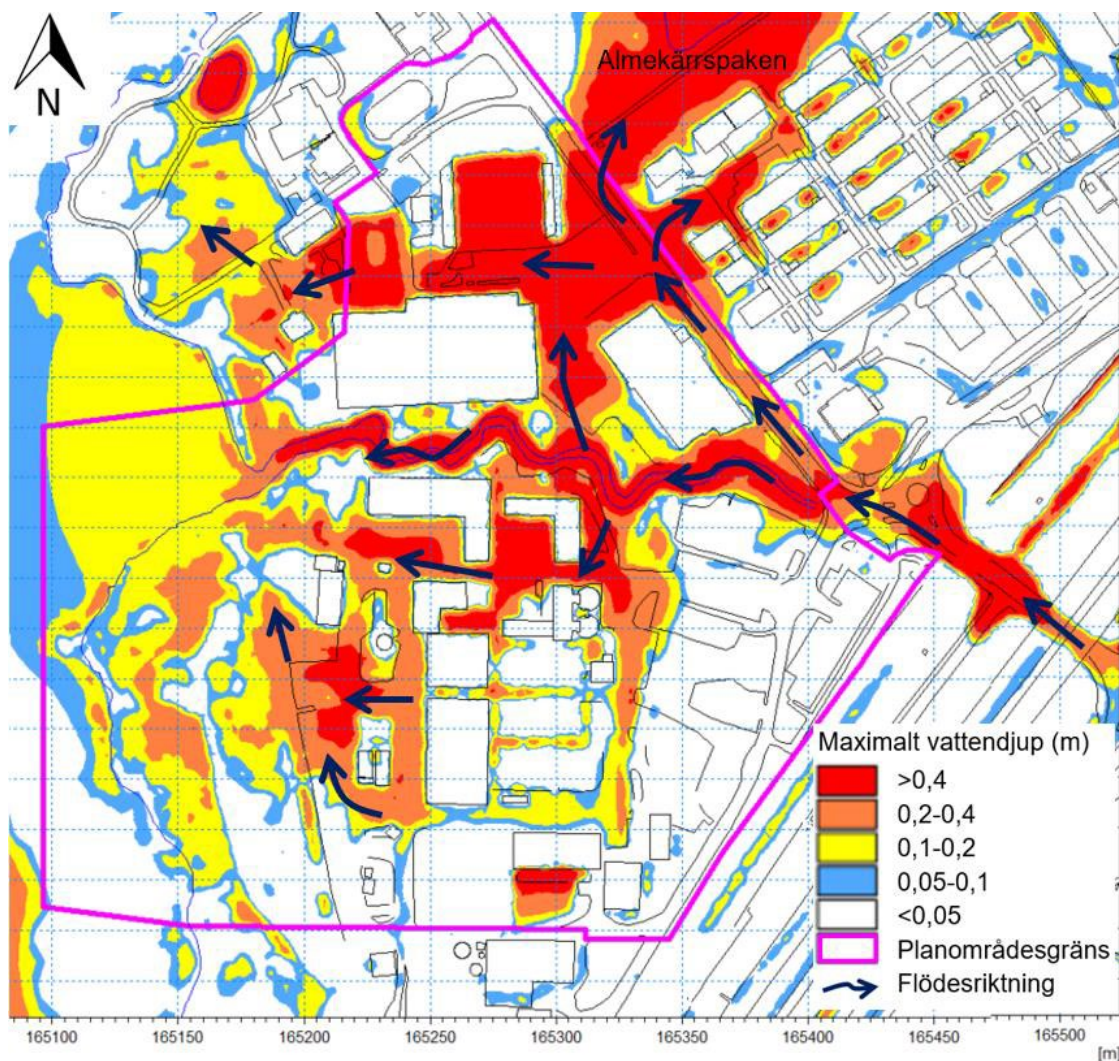 N
Almekärrspaken
Maximalt vattendjup (m)
>0,4
0,2-0,4
0,1-0,2
0,05-0,1
<0,05
Planområdesgräns
Flödesriktning
165100 165150 165200 165250 165300 165350 165400 165450 165500
[m]